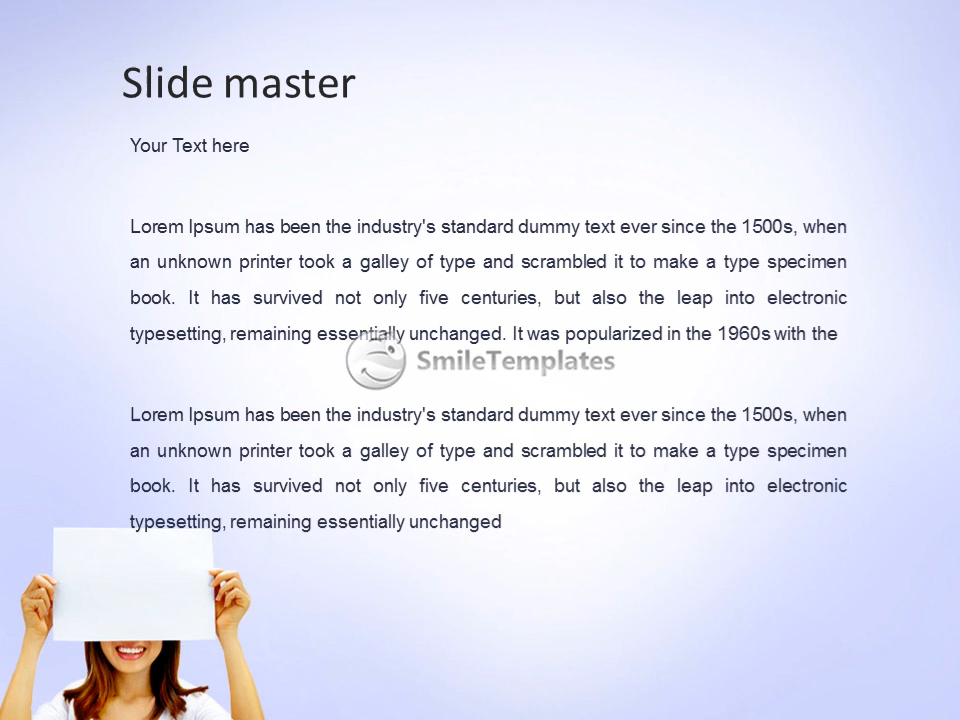 Slide master
Your Text here
Lorem Ipsum has been the industry's standard dummy text ever since the 1500s, when
an unknown printer took a galley of type and scrambled it to make a type specimen
book. It has survived not only five centuries, but also the leap into electronic
typesetting, remaining essentially unchanged. It was popularized in the 1960s with the
SmileTemplates
Lorem Ipsum has been the industry's standard dummy text ever since the 1500s, when
an unknown printer took a galley of type and scrambled it to make a type specimen
book. It has survived not only five centuries, but also the leap into electronic
typesetting, remaining essentially unchanged